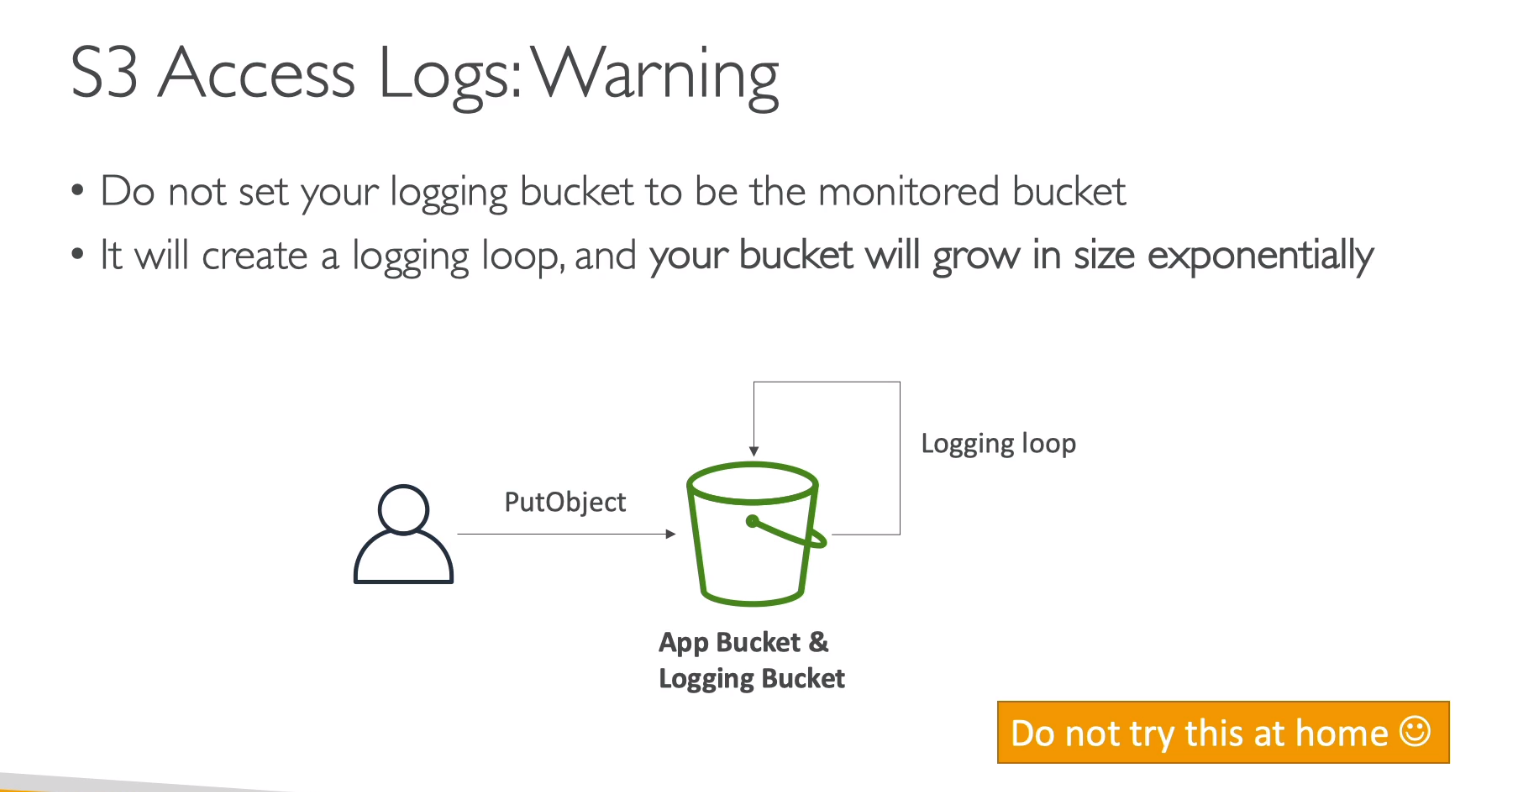 S3 Access Logs: Warning
• Do not set your logging bucket to be the monitored bucket
• It will create a logging loop, and your bucket will grow in size exponentially
Logging loop
PutObject
App Bucket &
Logging Bucket
Do not try this at home ☺